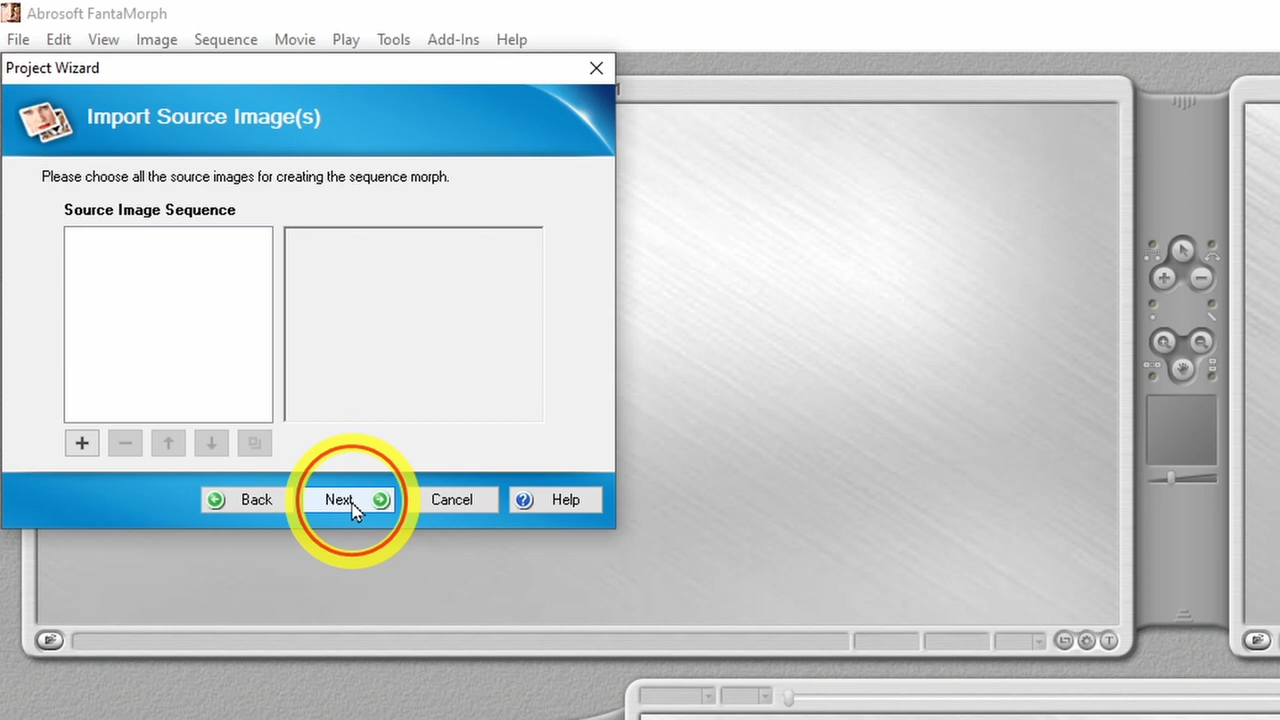 Abrosoft FantaMorph
File Edit View Image Sequence Movie Play Tools Add-Ins Help
Project Wizard
Import Source Image(s)
Please choose all the source images for creating the sequence morph.
Source Image Sequence
Back Next Cancel Help